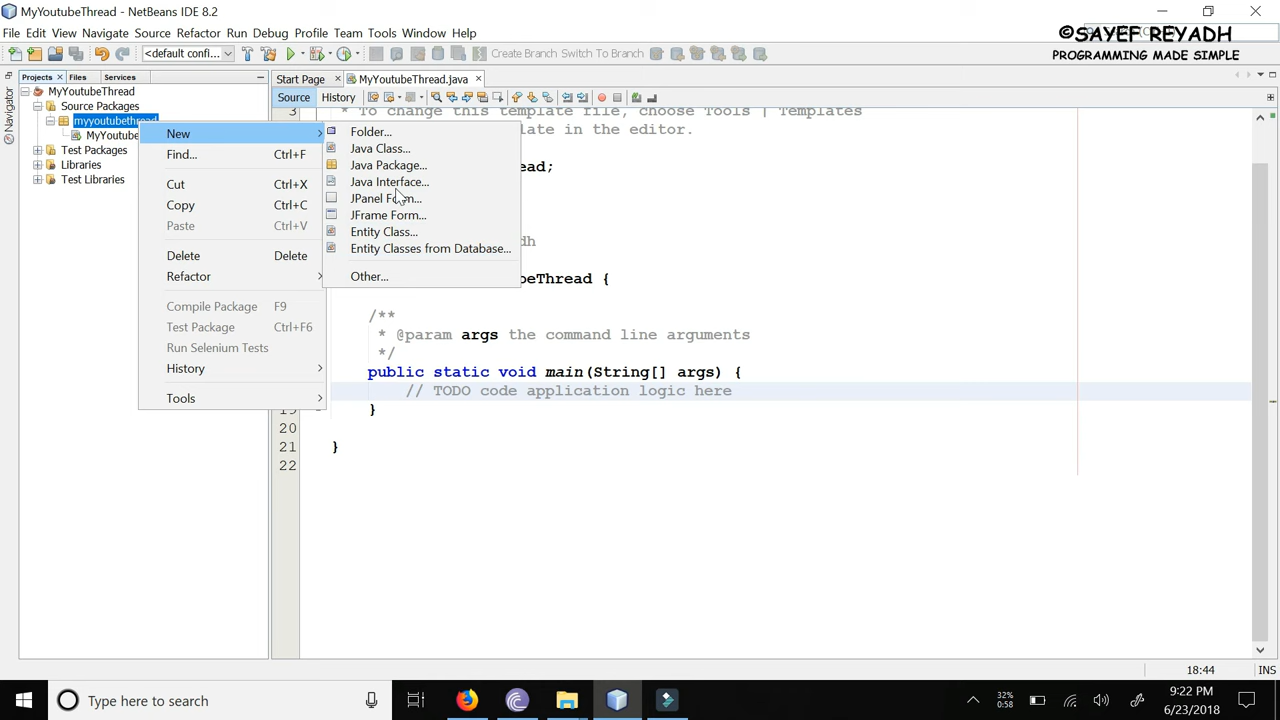 MyYoutubeThread - NetBeans IDE 8.2
File Edit View Navigate Source Refactor Run Debug Profile Team Tools Window Help
©SAYEF REYADH
<default confi... Create Branch Switch To Branch
PROGRAMMING MADE SIMPLE
Projects Files Services
Start Page MyYoutubeThread.java
Navigator
MyYoutubeThread
Source Packages
myyoutubethread
MyYoutube
Test Packages
Libraries
Test Libraries
Source History
3 * To change this template file, choose Tools | Templates
late in the editor.
ead;
dh
beThread {
/**
* @param args the command line arguments
*/
public static void main(String[] args) {
// TODO code application logic here
19 }
20
21 }
22
New
Find... Ctrl+F
Cut Ctrl+X
Copy Ctrl+C
Paste Ctrl+V
Delete Delete
Refactor
Compile Package F9
Test Package Ctrl+F6
Run Selenium Tests
History
Tools
Folder...
Java Class...
Java Package...
Java Interface...
JPanel Form...
JFrame Form...
Entity Class...
Entity Classes from Database...
Other...
18:44 INS
Type here to search
32%
0:58
9:22 PM
6/23/2018